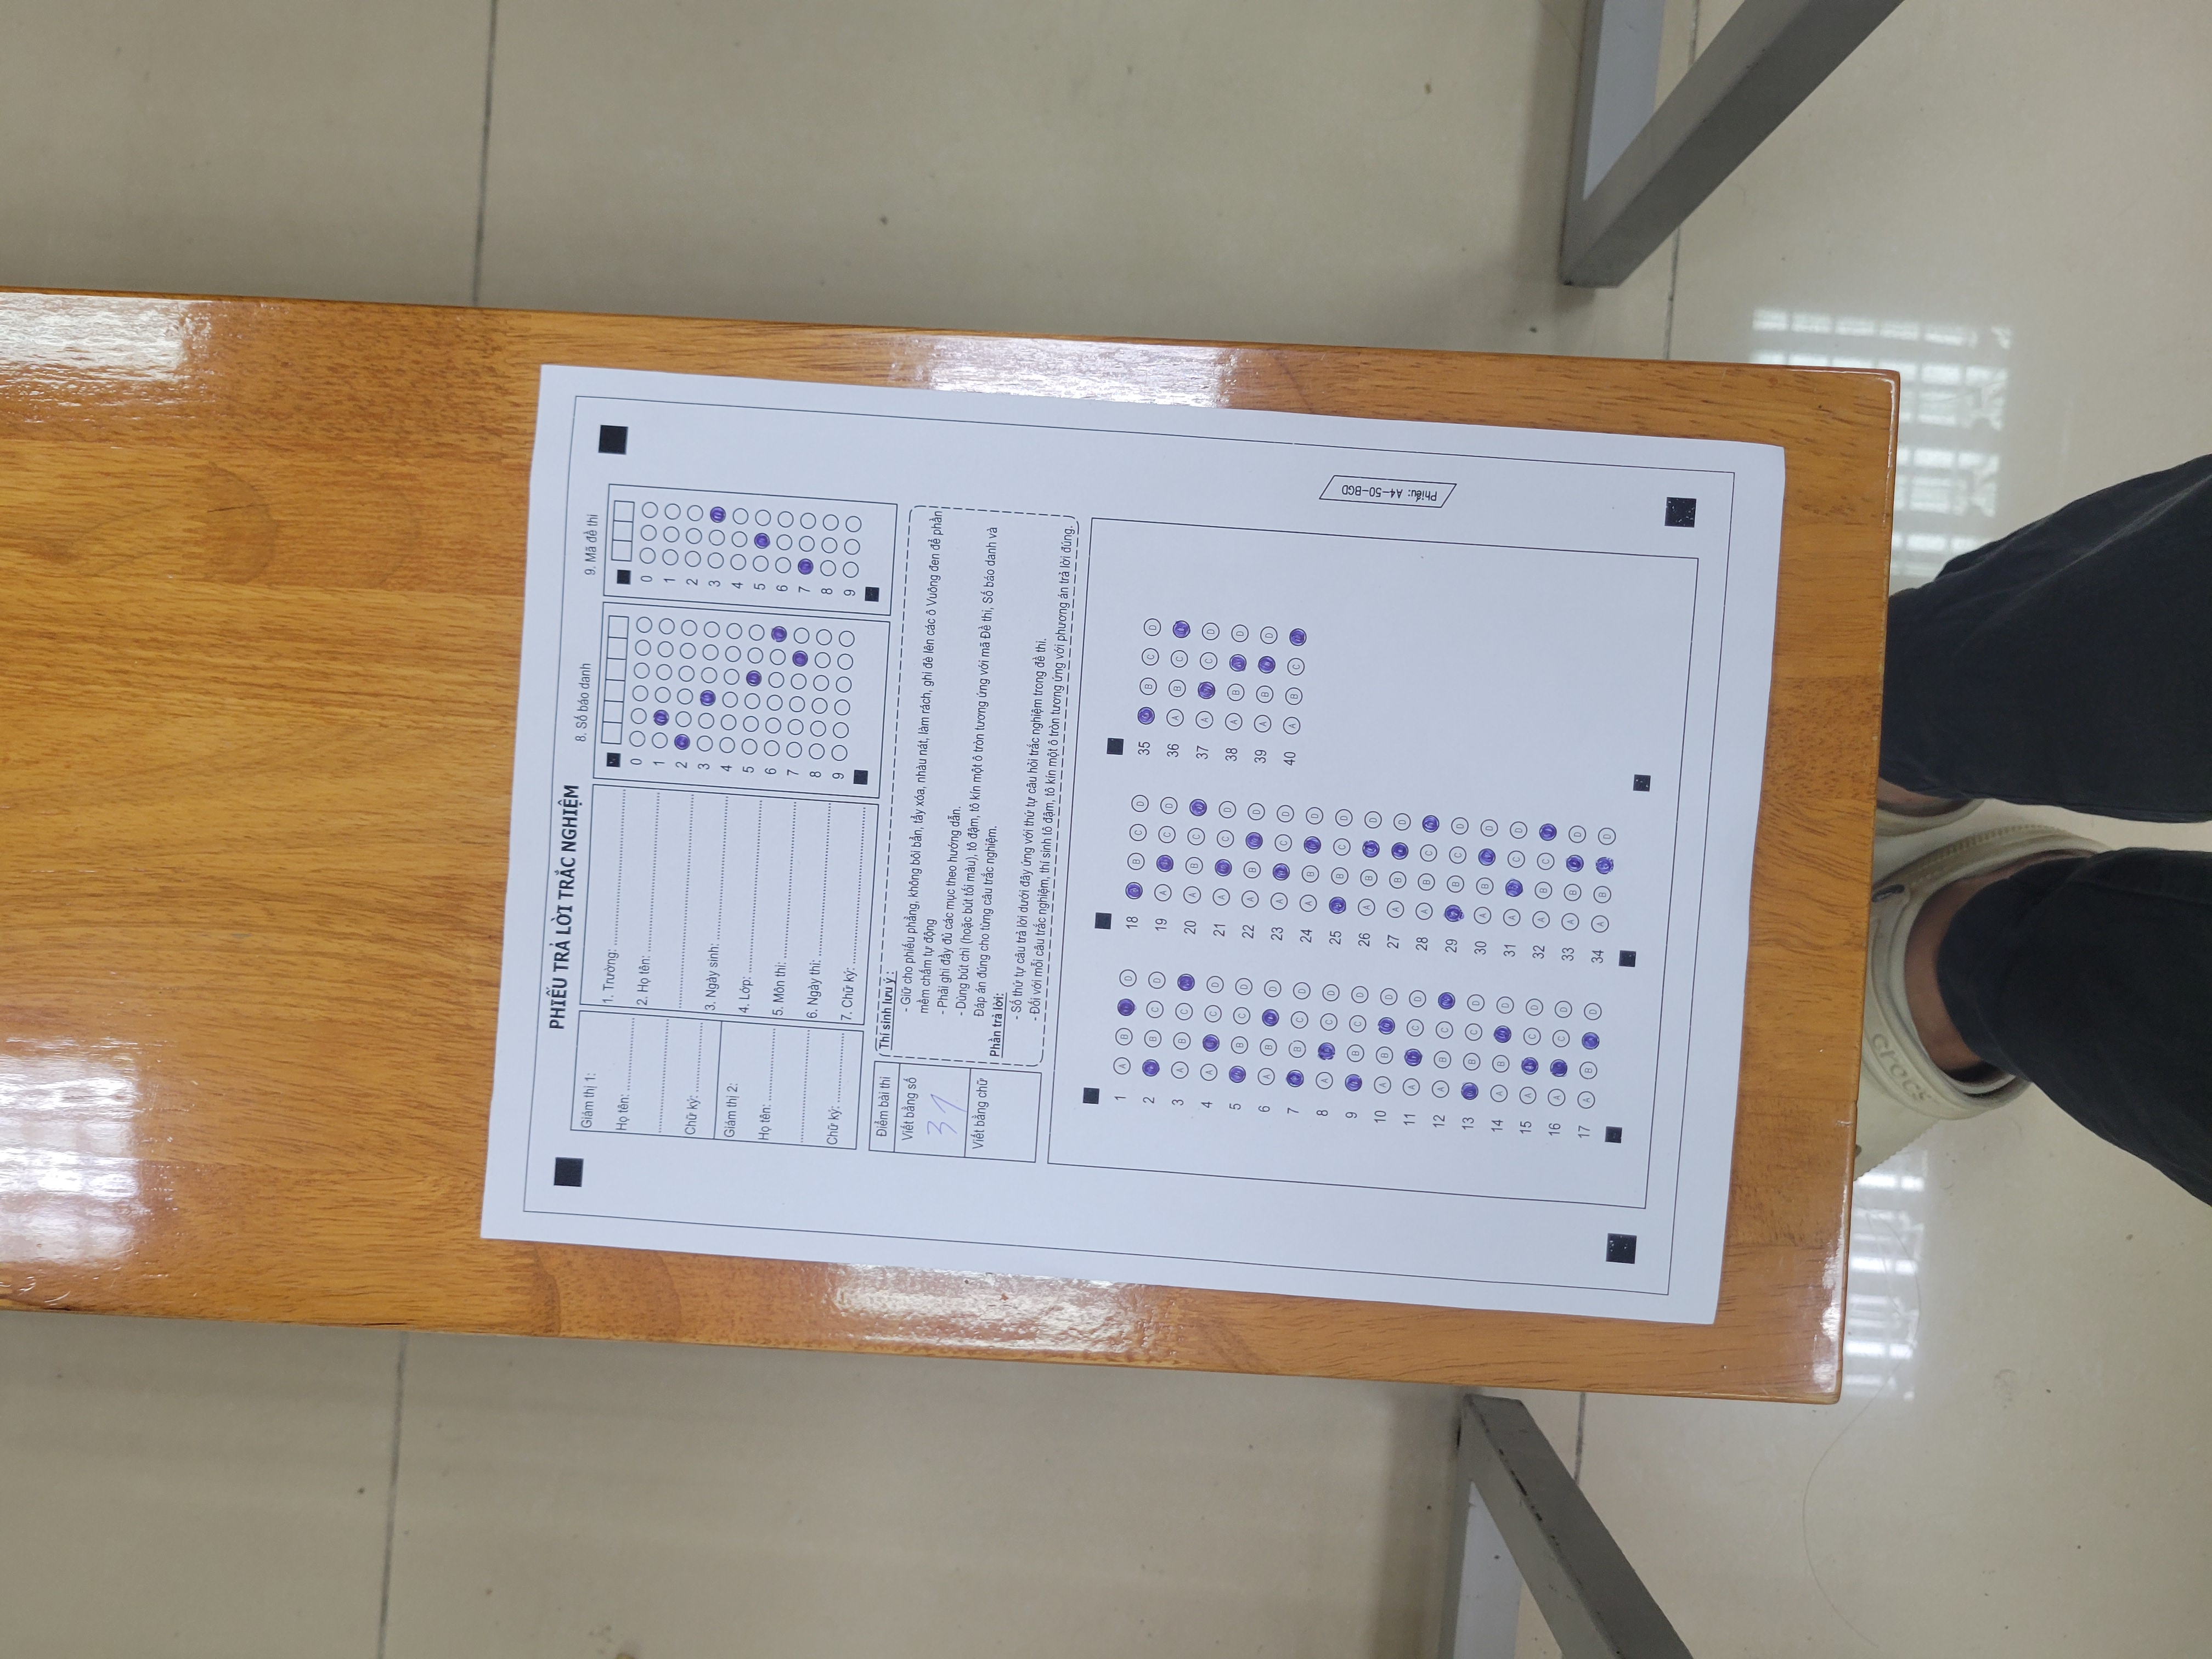 PHIẾU TRẢ LỜI TRẮC NGHIỆM
Giám thị 1:
Họ tên: ....................
....................
Chữ ký: ....................
Giám thị 2:
Họ tên: ....................
....................
Chữ ký: ....................
1. Trường: ....................
2. Họ tên: ....................
....................
3. Ngày sinh: ....................
4. Lớp: ....................
5. Môn thi: ....................
6. Ngày thi: ....................
7. Chữ ký: ....................
8. Số báo danh
0
1
2
3
4
5
6
7
8
9
9. Mã đề thi
0
1
2
3
4
5
6
7
8
9
Điểm bài thi
Viết bằng số
31
Viết bằng chữ
Thí sinh lưu ý :
- Giữ cho phiếu phẳng, không bôi bẩn, tẩy xóa, nhàu nát, làm rách, ghi đè lên các ô Vuông đen để phần
mềm chấm tự động
- Phải ghi đầy đủ các mục theo hướng dẫn.
- Dùng bút chì (hoặc bút tối màu), tô đậm, tô kín một ô tròn tương ứng với mã Đề thi, Số báo danh và
Đáp án đúng cho từng câu trắc nghiệm.
Phần trả lời:
- Số thứ tự câu trả lời dưới đây ứng với thứ tự câu hỏi trắc nghiệm trong đề thi.
- Đối với mỗi câu trắc nghiệm, thí sinh tô đậm, tô kín một ô tròn tương ứng với phương án trả lời đúng.
1 A B D
2 B C D
3 A B C
4 A C D
5 B C D
6 A B D
7 B C D
8 A C D
9 B C D
10 A B D
11 A C D
12 A B C
13 B C D
14 A B D
15 A C D
16 A C D
17 A B D
18 B C D
19 A C D
20 A B C
21 A C D
22 A B D
23 A C D
24 A B D
25 B C D
26 A B D
27 A B D
28 A B C
29 B C D
30 A B D
31 A C D
32 A B C
33 A B D
34 A B D
35 B C D
36 A B C
37 A C D
38 A B D
39 A B D
40 A B C
Phiếu: A4-50-BGD
crocs